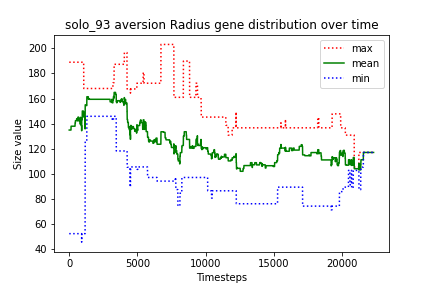 solo_93 aversion Radius gene distribution over time
Size value
200
180
160
140
120
100
80
60
40
max
mean
min
0
5000
10000
15000
20000
Timesteps